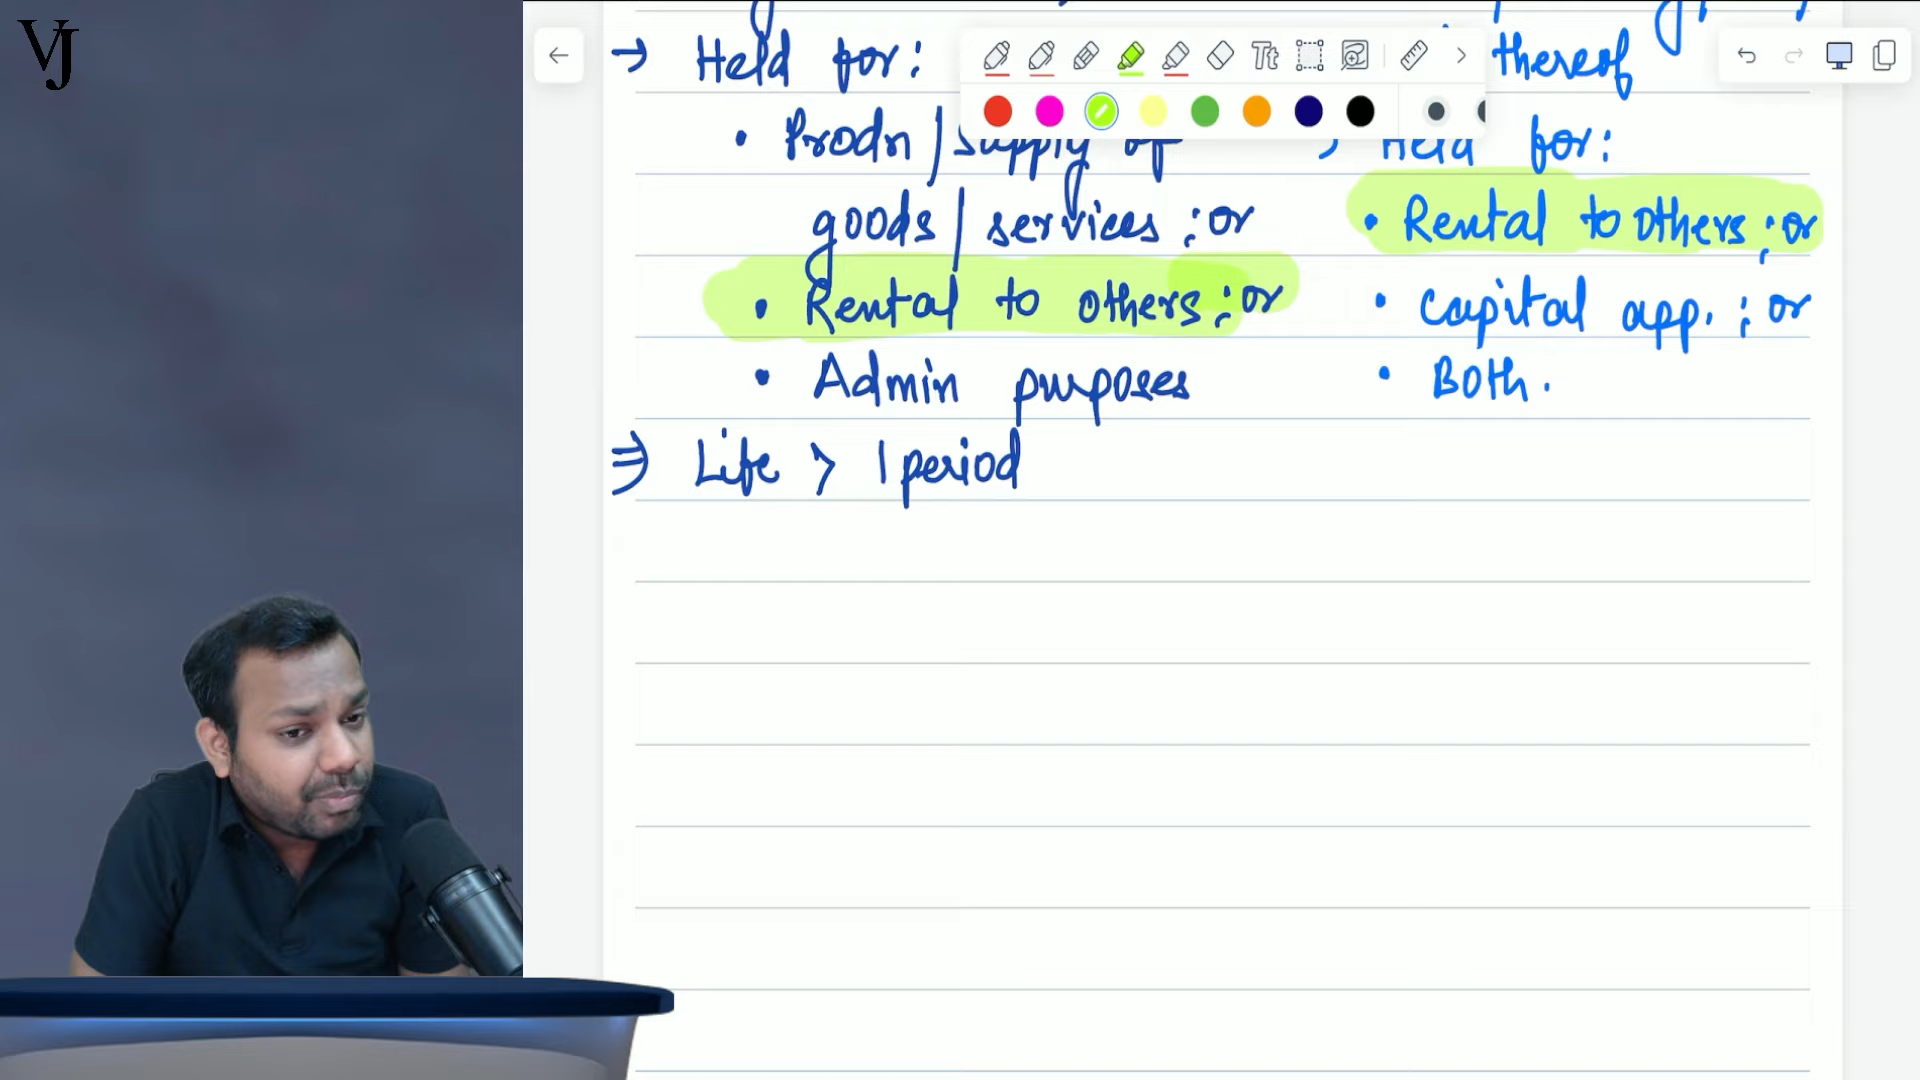 VJ
→ Held for:
• Prodn / supply of
goods / services ; or
• Rental to others ; or
• Admin purposes
⇒ Life > 1 period
thereof
Held for:
• Rental to others ; or
• Capital app. ; or
• Both.
Tt